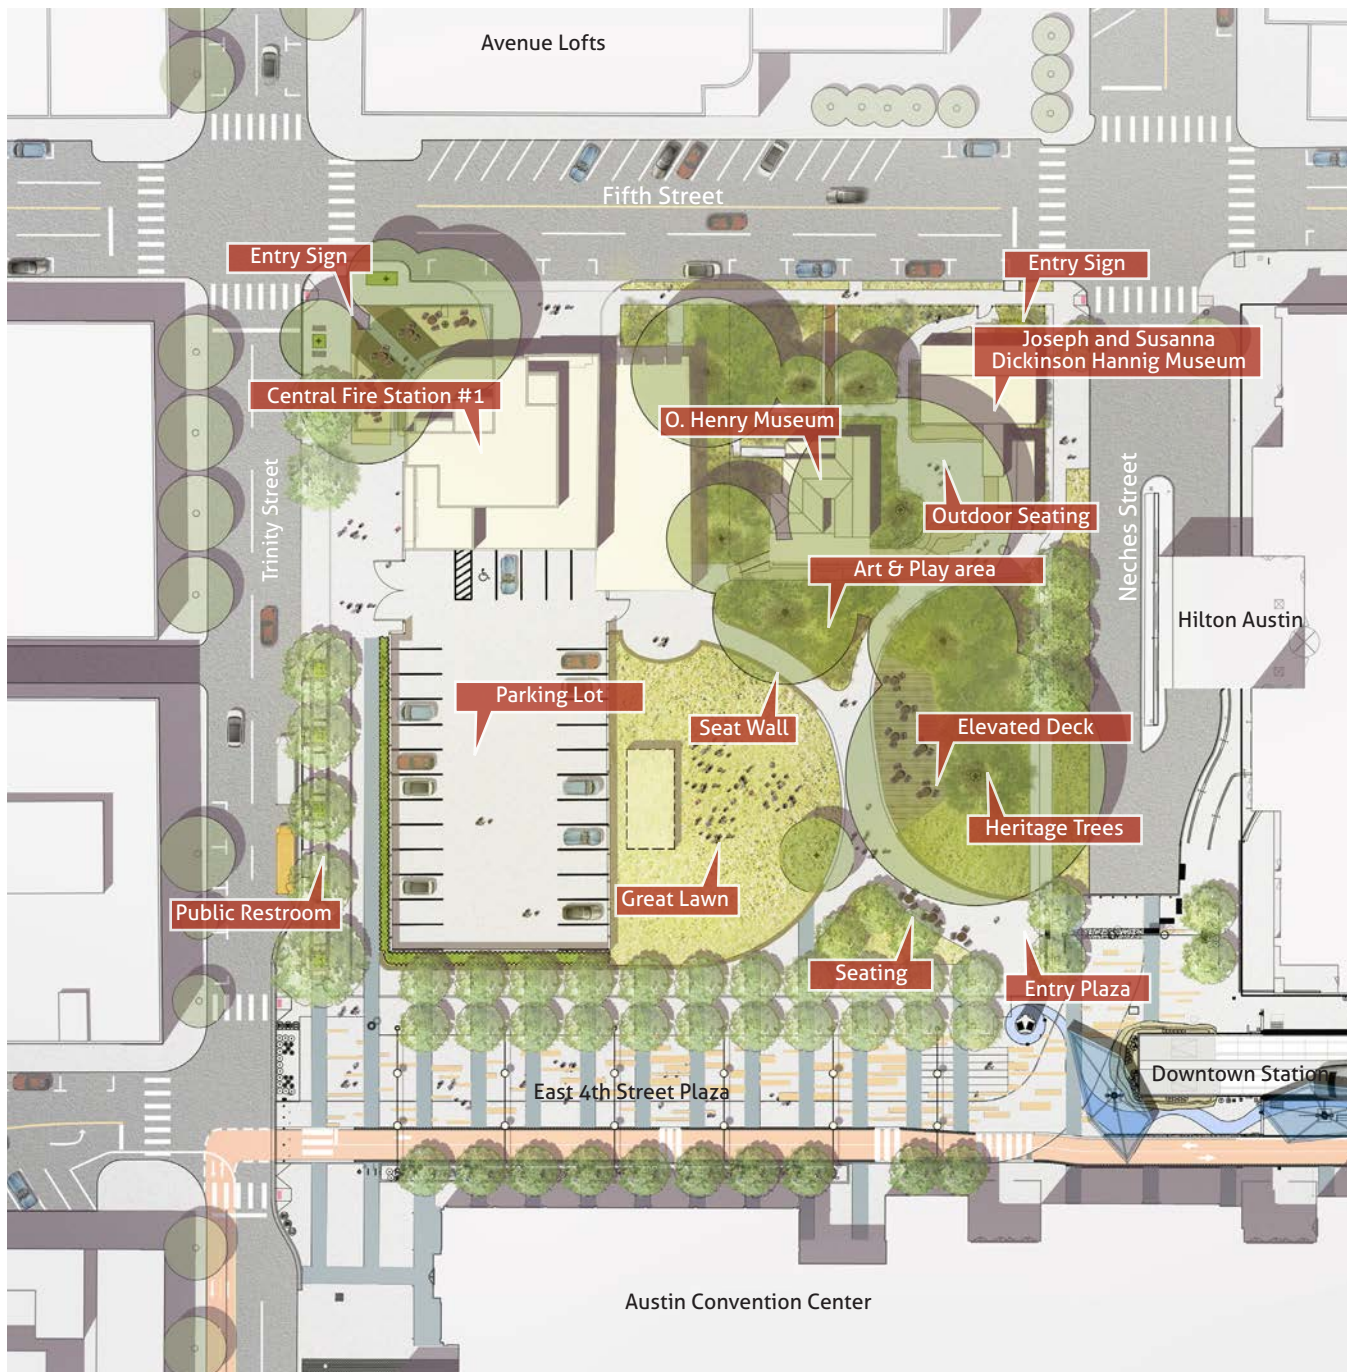 Avenue Lofts
Fifth Street
Entry Sign
Entry Sign
Joseph and Susanna
Dickinson Hannig Museum
Central Fire Station #1
O. Henry Museum
Trinity Street
Outdoor Seating
Neches Street
Art & Play area
Hilton Austin
Parking Lot
Seat Wall
Elevated Deck
Heritage Trees
Great Lawn
Public Restroom
Seating
Entry Plaza
Downtown Station
East 4th Street Plaza
Austin Convention Center